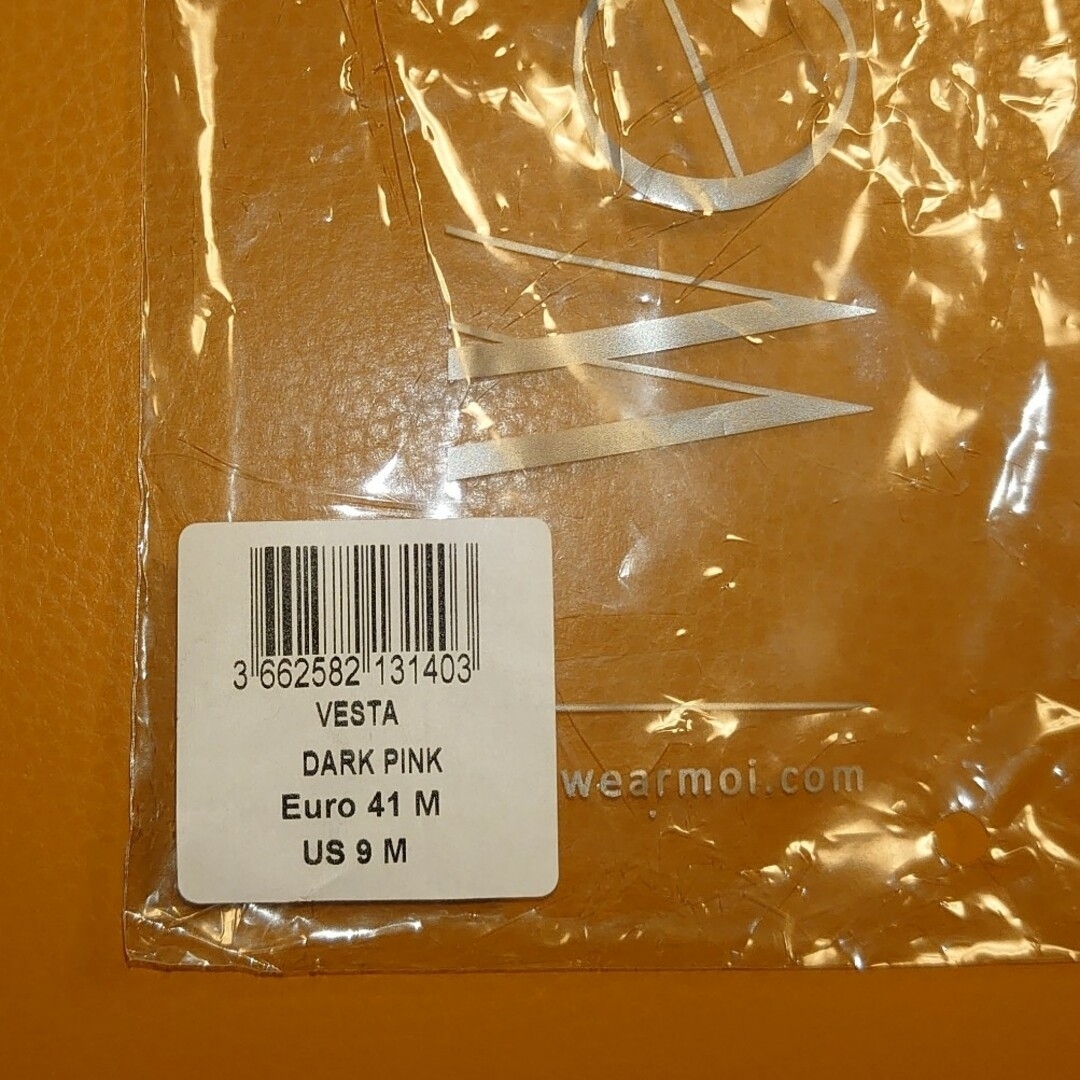 3 662582 131403
VESTA
DARK PINK
Euro 41 M
US 9 M
wearmoi.com